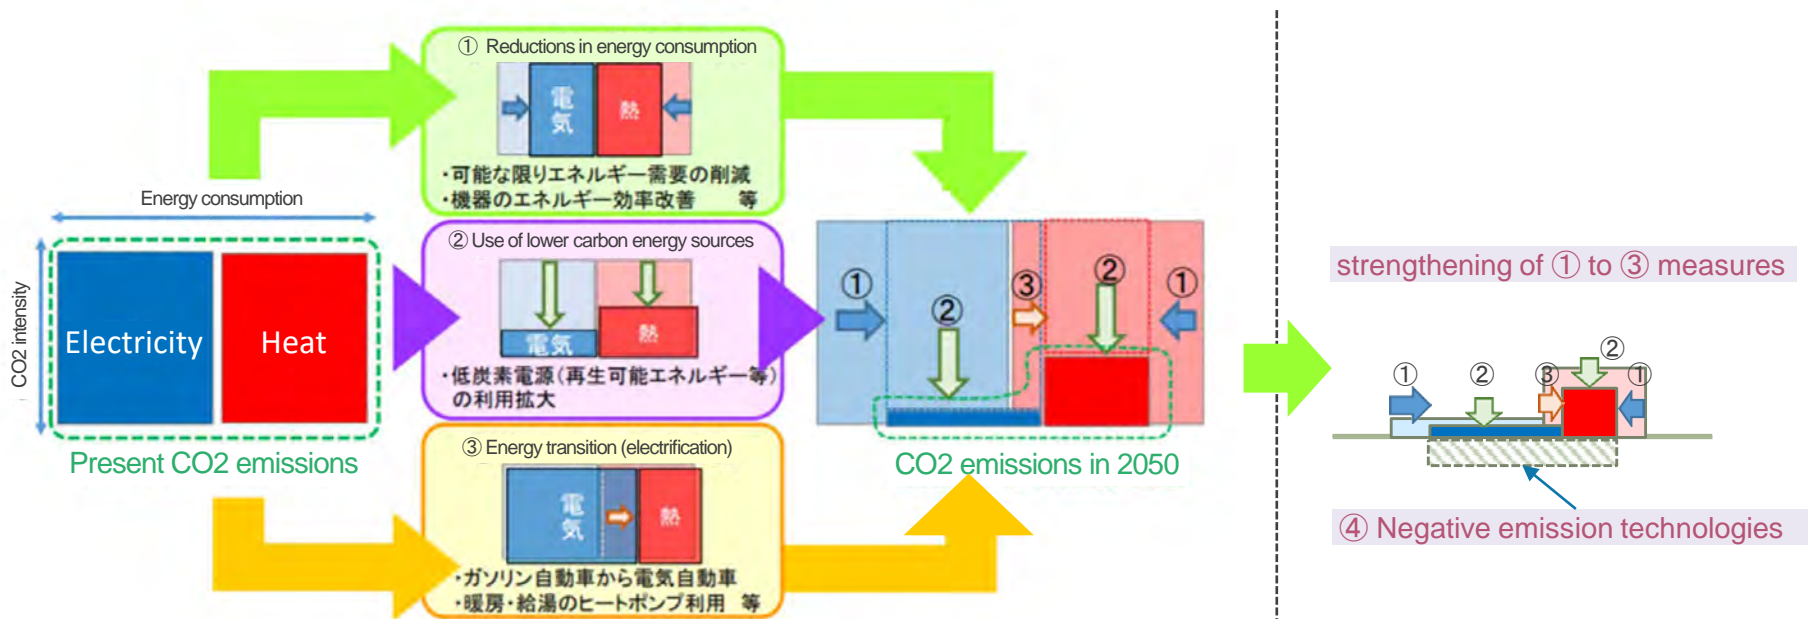 ① Reductions in energy consumption
電気
熱
・可能な限りエネルギー需要の削減
・機器のエネルギー効率改善 等
Energy consumption
CO2 intensity
Electricity
Heat
Present CO2 emissions
② Use of lower carbon energy sources
電気
熱
・低炭素電源(再生可能エネルギー等)
の利用拡大
③ Energy transition (electrification)
電気
熱
・ガソリン自動車から電気自動車
・暖房・給湯のヒートポンプ利用 等
①
②
③
②
①
CO2 emissions in 2050
strengthening of ① to ③ measures
①
②
③
②
①
④ Negative emission technologies